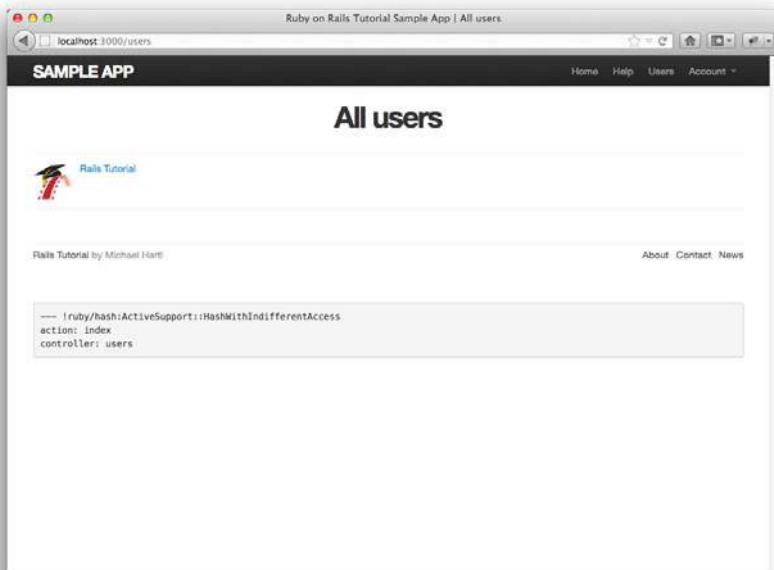 Ruby on Rails Tutorial Sample App | All users
localhost:3000/users
SAMPLE APP
Home Help Users Account
All users
Rails Tutorial
Rails Tutorial by Michael Hartl
About Contact News
--- !ruby/hash:ActiveSupport::HashWithIndifferentAccess
action: index
controller: users